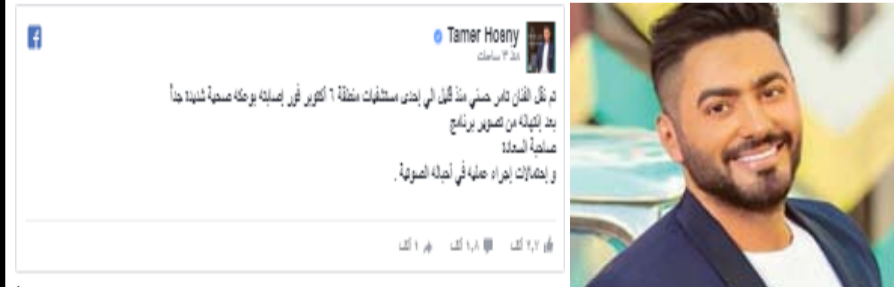 Tamer Hosny
منذ ٣ ساعات
تم نقل الفنان تامر حسني منذ قليل الي إحدى مستشفيات منطقة ٦ أكتوبر فور إصابته بوعكه صحية شديدة جداً
بعد إنتهائه من تصوير برنامج
صاحبة السعادة
و إحتمالات إجراء عمليه في أحباله الصوتية .
٢,٧ ألف ١,٨ ألف ١ ألف